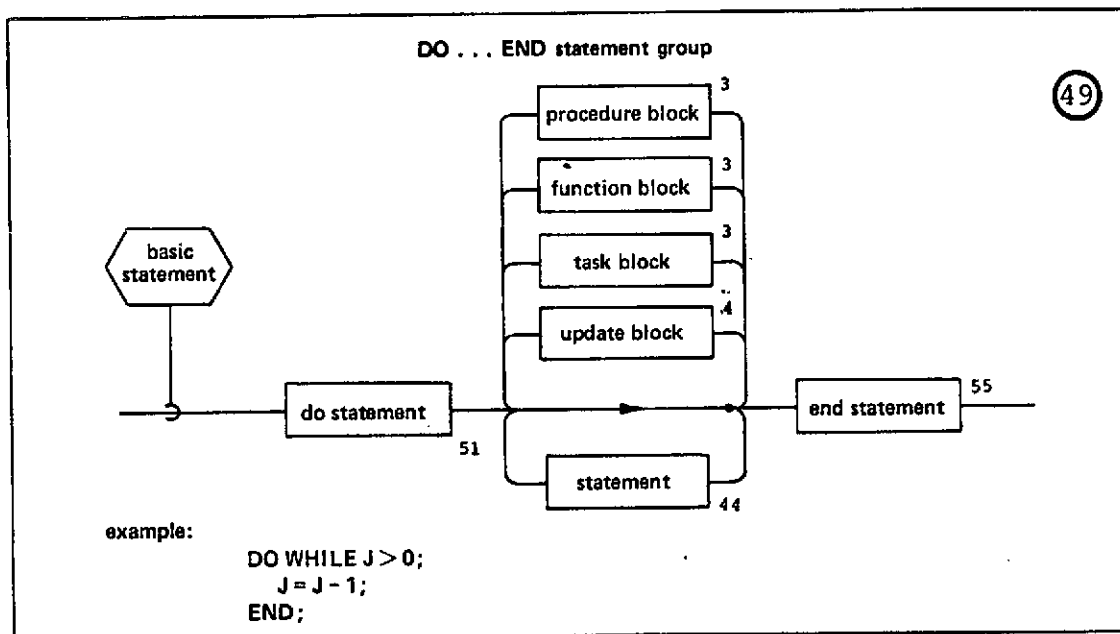 DO . . . END statement group
49
procedure block 3
function block 3
task block 3
update block 4
basic
statement
do statement 51
end statement 55
statement 44
example:
DO WHILE J > 0;
J = J - 1;
END;